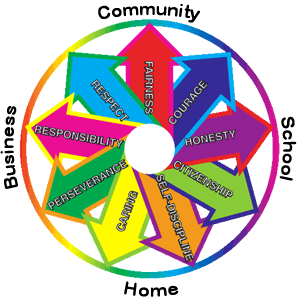 Community
FAIRNESS
COURAGE
HONESTY
CITIZENSHIP
SELF-DISCIPLINE
CARING
PERSEVERANCE
RESPONSIBILITY
RESPECT
School
Home
Business